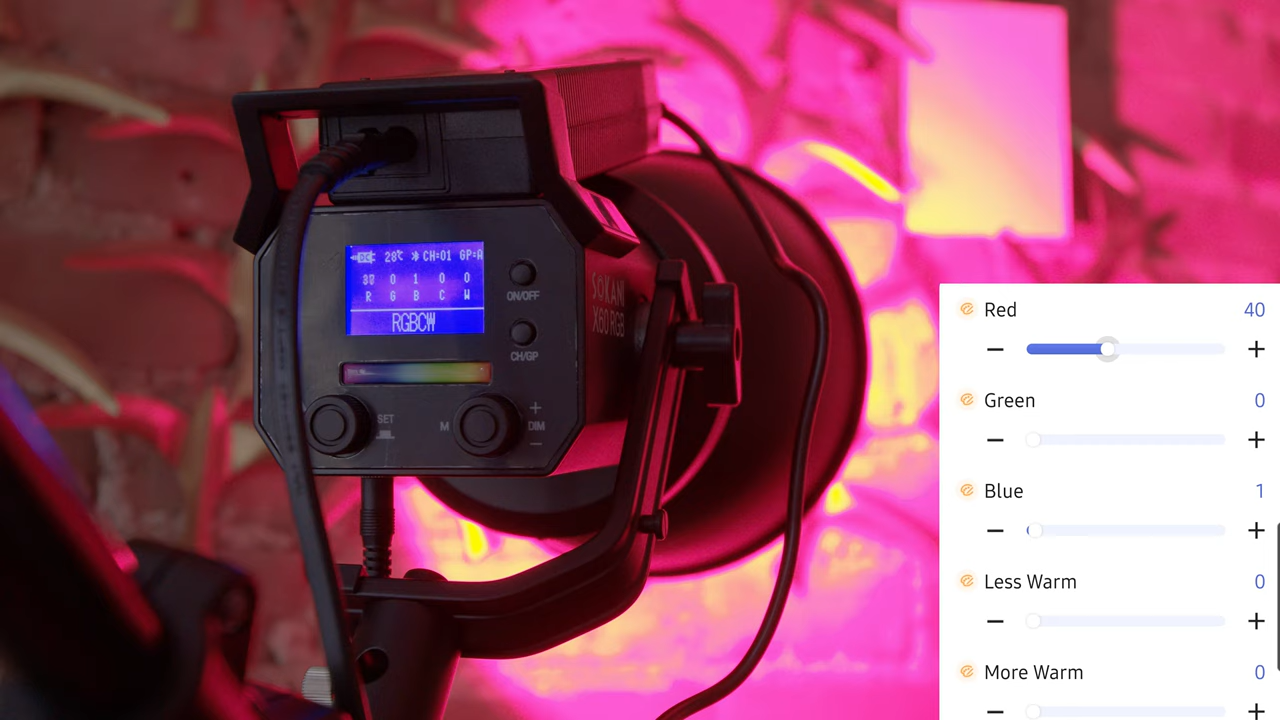 DC 28℃ CH=01 GP=A
0 1 0 0
R G B C W
RGBCW
ON/OFF
CH/GP
SET
M
+
DIM
−
SOKANI
X60 RGB
Red 40
− +
Green 0
− +
Blue 1
− +
Less Warm 0
− +
More Warm 0
− +